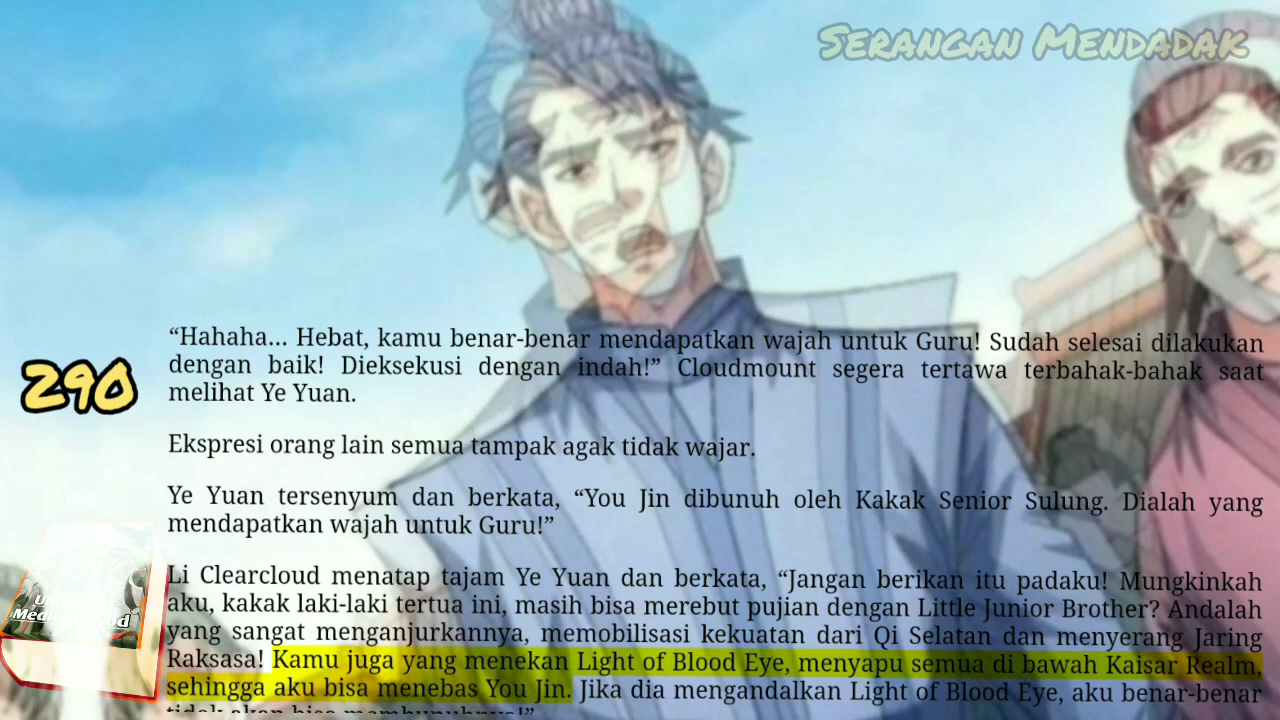 Serangan Mendadak
“Hahaha... Hebat, kamu benar-benar mendapatkan wajah untuk Guru! Sudah selesai dilakukan
dengan baik! Dieksekusi dengan indah!” Cloudmount segera tertawa terbahak-bahak saat
melihat Ye Yuan.
290
Ekspresi orang lain semua tampak agak tidak wajar.
Ye Yuan tersenyum dan berkata, “You Jin dibunuh oleh Kakak Senior Sulung. Dialah yang
mendapatkan wajah untuk Guru!”
Li Clearcloud menatap tajam Ye Yuan dan berkata, “Jangan berikan itu padaku! Mungkinkah
aku, kakak laki-laki tertua ini, masih bisa merebut pujian dengan Little Junior Brother? Andalah
yang sangat menganjurkannya, memobilisasi kekuatan dari Qi Selatan dan menyerang Jaring
Raksasa! Kamu juga yang menekan Light of Blood Eye, menyapu semua di bawah Kaisar Realm,
sehingga aku bisa menebas You Jin. Jika dia mengandalkan Light of Blood Eye, aku benar-benar
tidak akan bisa membunuhnya!”